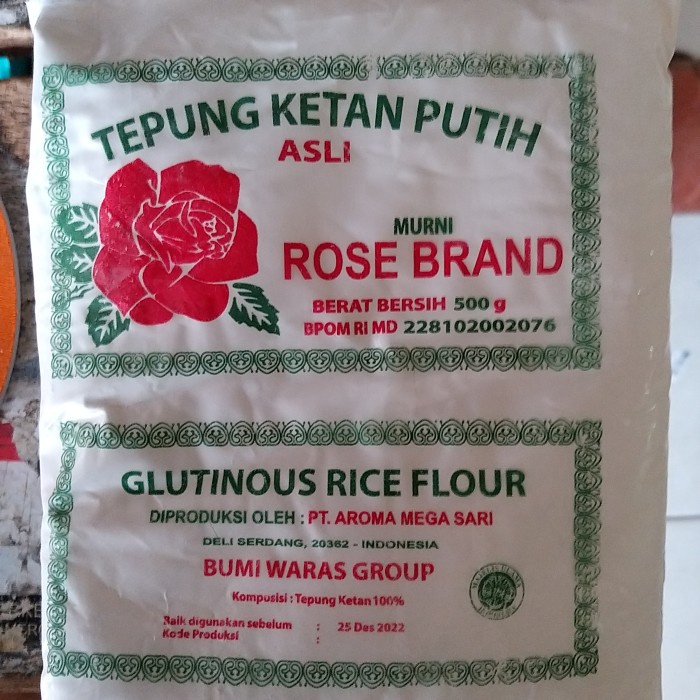 TEPUNG KETAN PUTIH
ASLI
MURNI
ROSE BRAND
BERAT BERSIH 500 g
BPOM RI MD 228102002076
GLUTINOUS RICE FLOUR
DIPRODUKSI OLEH : PT. AROMA MEGA SARI
DELI SERDANG, 20362 - INDONESIA
BUMI WARAS GROUP
Komposisi : Tepung Ketan 100%
Baik digunakan sebelum : 25 Des 2022
Kode Produksi :